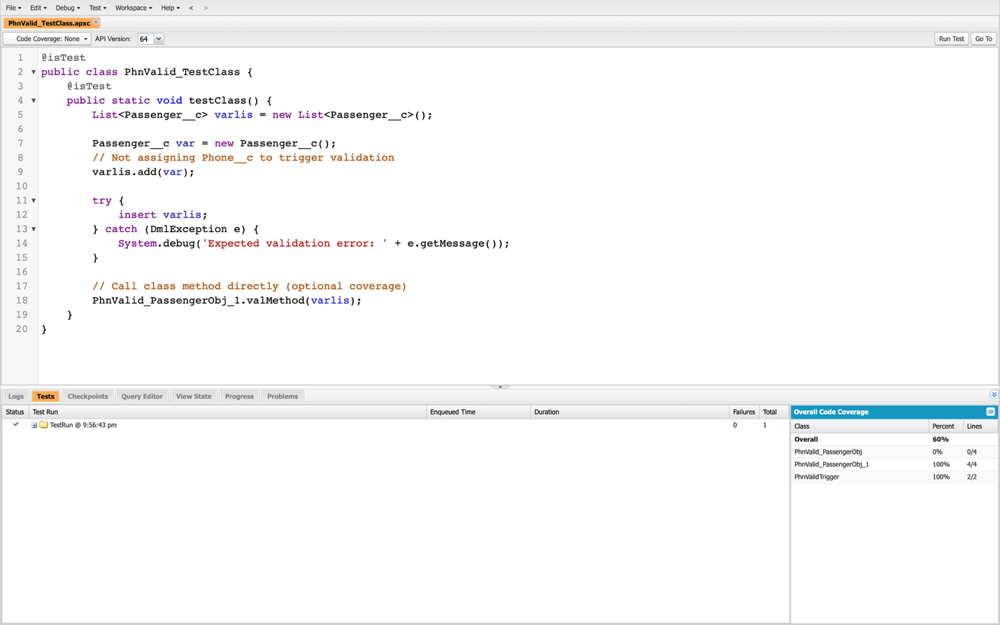 File Edit Debug Test Workspace Help < >
PhnValid_TestClass.apxc
Code Coverage: None API Version: 64 Run Test Go To
1 @isTest
2 public class PhnValid_TestClass {
3 @isTest
4 public static void testClass() {
5 List<Passenger__c> varlis = new List<Passenger__c>();
6
7 Passenger__c var = new Passenger__c();
8 // Not assigning Phone__c to trigger validation
9 varlis.add(var);
10
11 try {
12 insert varlis;
13 } catch (DmlException e) {
14 System.debug('Expected validation error: ' + e.getMessage());
15 }
16
17 // Call class method directly (optional coverage)
18 PhnValid_PassengerObj_1.valMethod(varlis);
19 }
20 }
Logs Tests Checkpoints Query Editor View State Progress Problems
Status Test Run Enqueued Time Duration Failures Total
TestRun @ 9:56:43 pm 0 1
Overall Code Coverage
Class Percent Lines
Overall 60%
PhnValid_PassengerObj 0% 0/4
PhnValid_PassengerObj_1 100% 4/4
PhnValidTrigger 100% 2/2